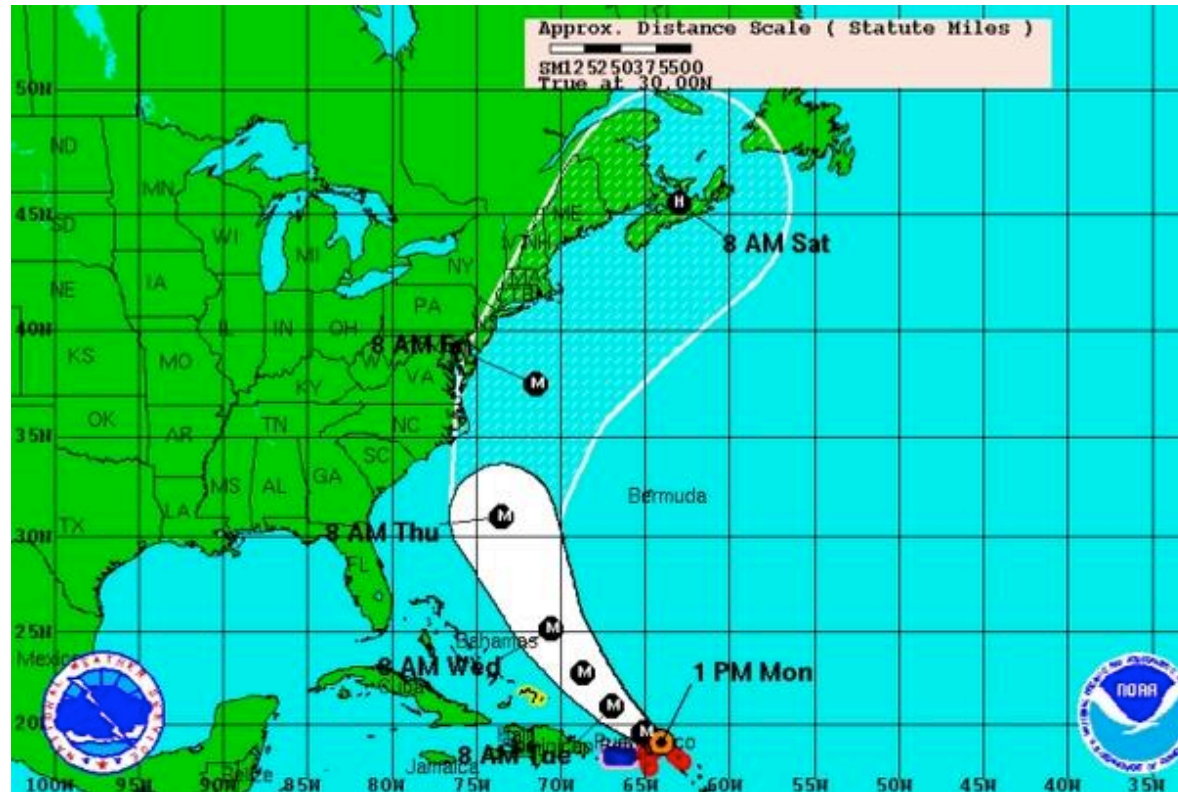 Approx. Distance Scale ( Statute Miles )
SM125250375500
True at 30.00N
50N
ND
MN
SD
WI
45N
ME
VT
NH
8 AM Sat
MI
NY
MA
NE
IA
PA
IL
IN
OH
40N
8 AM Fri
KS
MO
WV
VA
KY
M
OK
TN
NC
35N
AR
SC
MS
AL
GA
Bermuda
TX
LA
30N
8 AM Thu
M
FL
25N
M
Bahamas
Mexico
8 AM Wed
M
1 PM Mon
Cuba
NOAA
20N
M
M
8 AM Tue
Jamaica
Belize
100W
95W
90W
85W
80W
75W
70W
65W
60W
55W
50W
45W
40W
35W
H